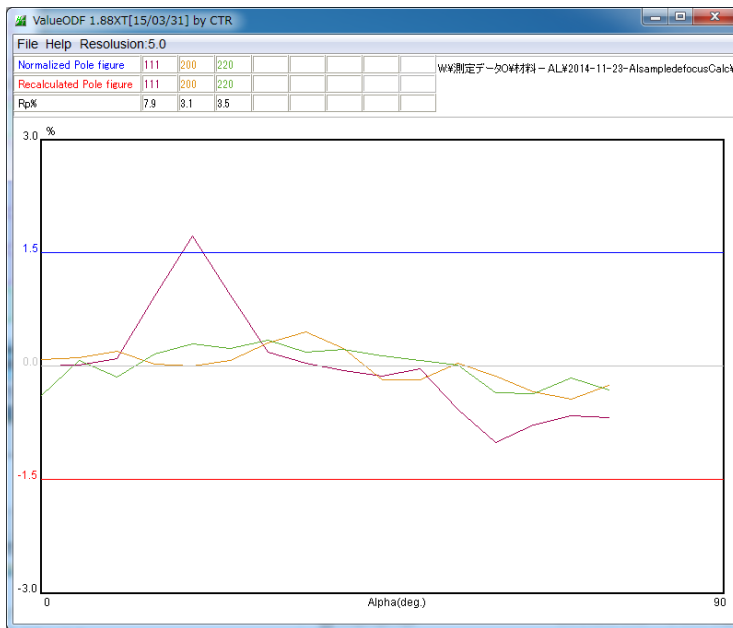 ValueODF 1.88XT[15/03/31] by CTR
File Help Resolusion:5.0
Normalized Pole figure 111 200 220
Recalculated Pole figure 111 200 220
Rp% 7.9 3.1 3.5
W¥測定データO¥材料-AL¥2014-11-23-AlsampledefocusCalc¥
3.0 %
1.5
0.0
-1.5
-3.0
0 Alpha(deg.) 90